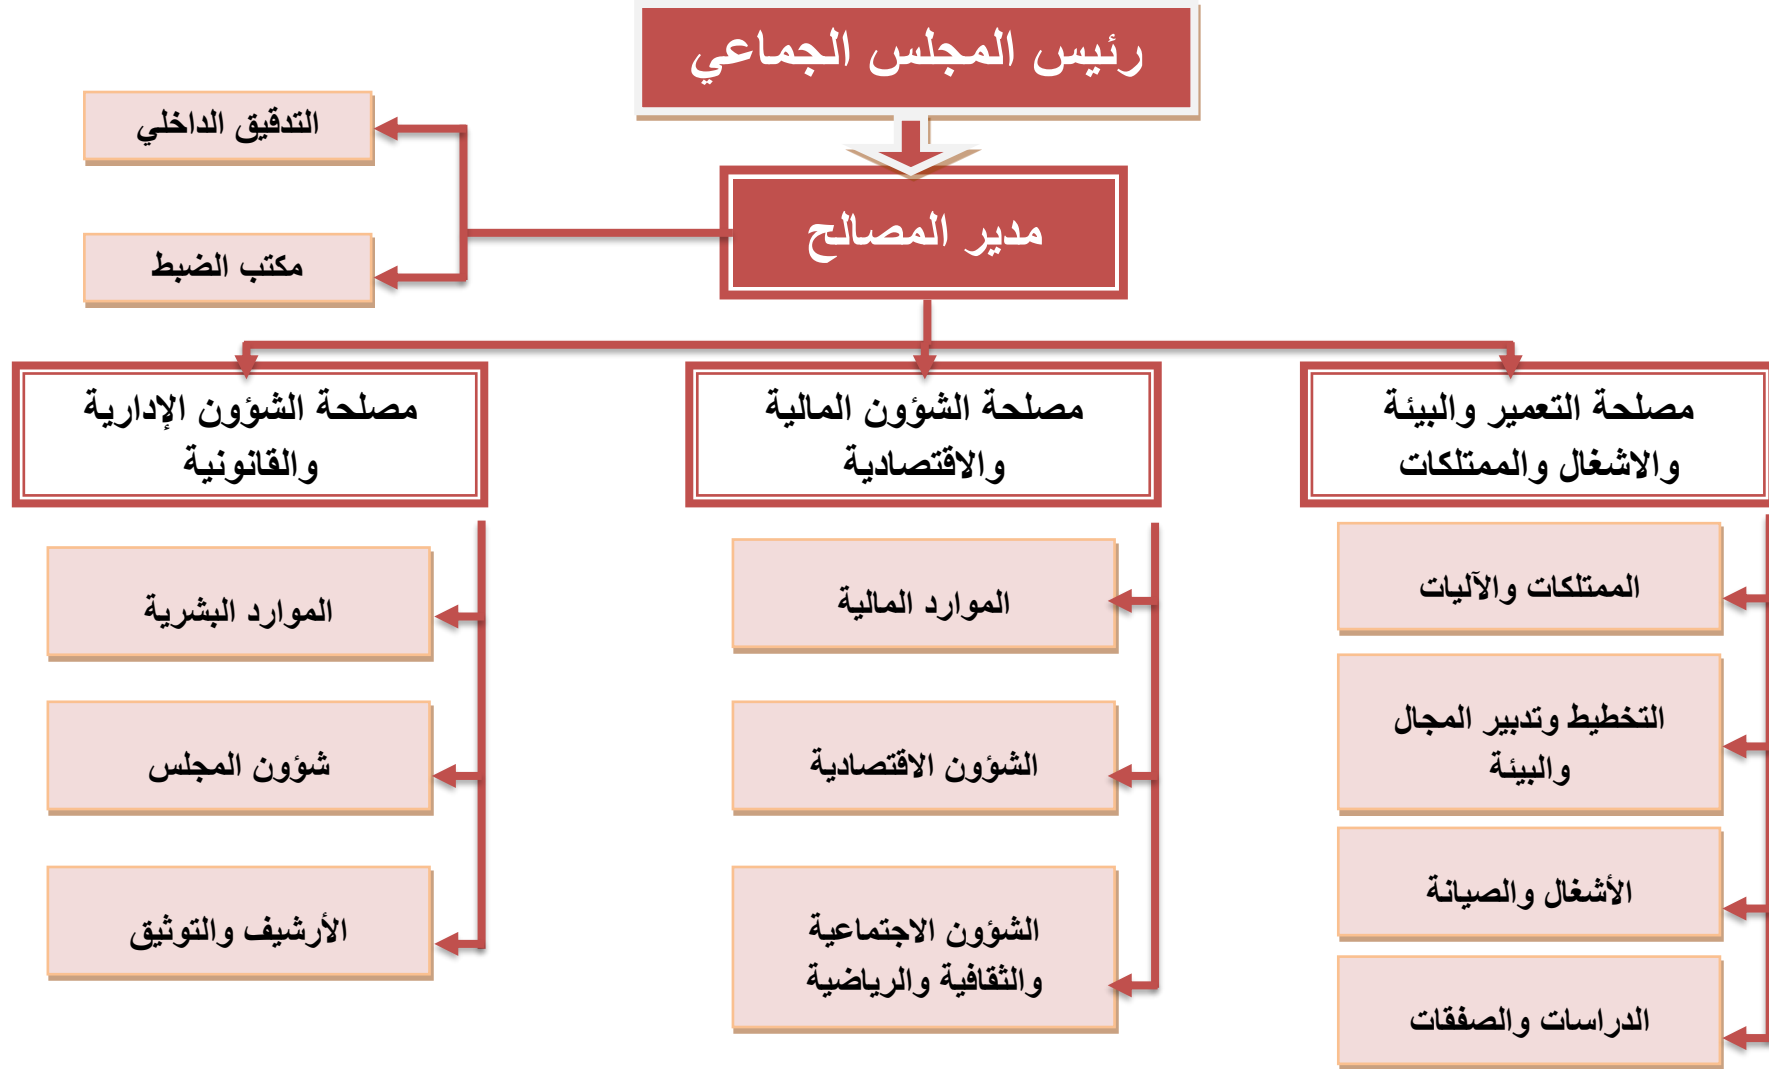 رئيس المجلس الجماعي
التدقيق الداخلي
مدير المصالح
مكتب الضبط
مصلحة التعمير والبيئة
والاشغال والممتلكات
مصلحة الشؤون المالية
والاقتصادية
مصلحة الشؤون الإدارية
والقانونية
الممتلكات والآليات
التخطيط وتدبير المجال
والبيئة
الأشغال والصيانة
الدراسات والصفقات
الموارد المالية
الشؤون الاقتصادية
الشؤون الاجتماعية
والثقافية والرياضية
الموارد البشرية
شؤون المجلس
الأرشيف والتوثيق